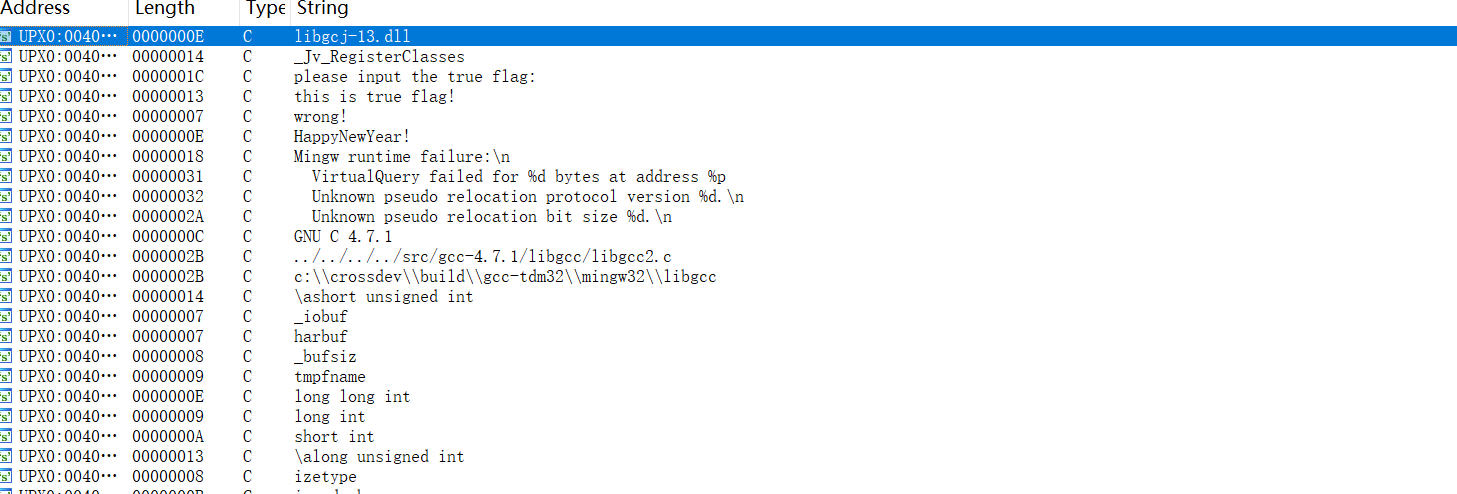 Address Length Type String
UPX0:0040… 0000000E C libgcj-13.dll
UPX0:0040… 00000014 C _Jv_RegisterClasses
UPX0:0040… 0000001C C please input the true flag:
UPX0:0040… 00000013 C this is true flag!
UPX0:0040… 00000007 C wrong!
UPX0:0040… 0000000E C HappyNewYear!
UPX0:0040… 00000018 C Mingw runtime failure:\n
UPX0:0040… 00000031 C VirtualQuery failed for %d bytes at address %p
UPX0:0040… 00000032 C Unknown pseudo relocation protocol version %d.\n
UPX0:0040… 0000002A C Unknown pseudo relocation bit size %d.\n
UPX0:0040… 0000000C C GNU C 4.7.1
UPX0:0040… 0000002B C ../../../../src/gcc-4.7.1/libgcc/libgcc2.c
UPX0:0040… 0000002B C c:\\crossdev\\build\\gcc-tdm32\\mingw32\\libgcc
UPX0:0040… 00000014 C \ashort unsigned int
UPX0:0040… 00000007 C _iobuf
UPX0:0040… 00000007 C harbuf
UPX0:0040… 00000008 C _bufsiz
UPX0:0040… 00000009 C tmpfname
UPX0:0040… 0000000E C long long int
UPX0:0040… 00000009 C long int
UPX0:0040… 0000000A C short int
UPX0:0040… 00000013 C \along unsigned int
UPX0:0040… 00000008 C izetype